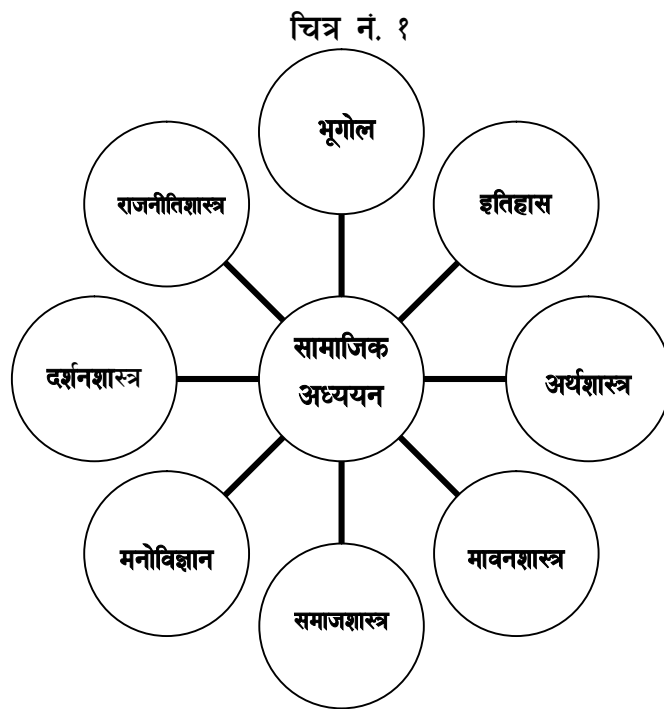 चित्र नं. १
भूगोल
राजनीतिशास्त्र
इतिहास
सामाजिक
अध्ययन
दर्शनशास्त्र
अर्थशास्त्र
मनोविज्ञान
मावनशास्त्र
समाजशास्त्र